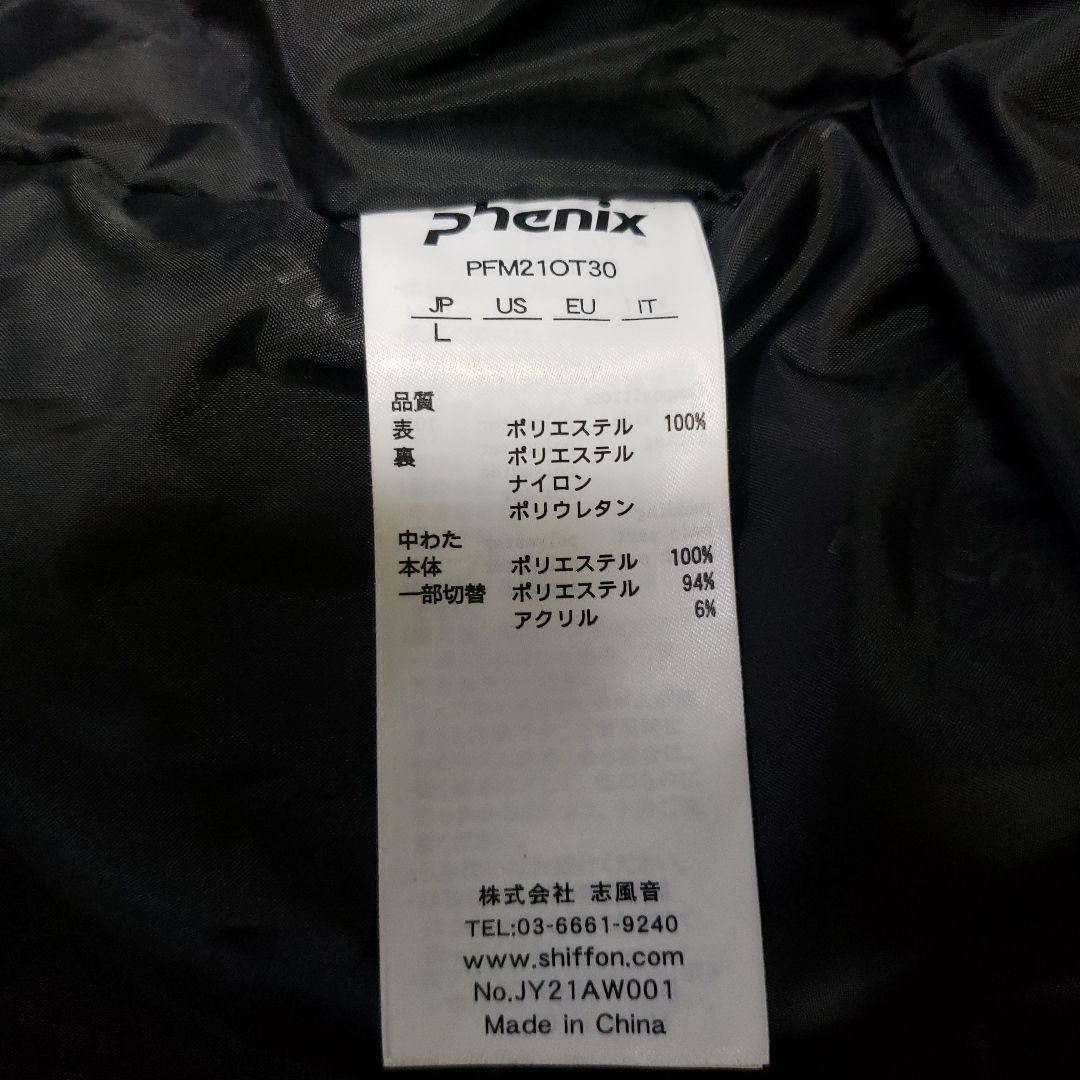 phenix
PFM21OT30
JP US EU IT
L
品質
表 ポリエステル 100%
裏 ポリエステル
ナイロン
ポリウレタン
中わた
本体 ポリエステル 100%
一部切替 ポリエステル 94%
アクリル 6%
株式会社 志風音
TEL:03-6661-9240
www.shiffon.com
No.JY21AW001
Made in China